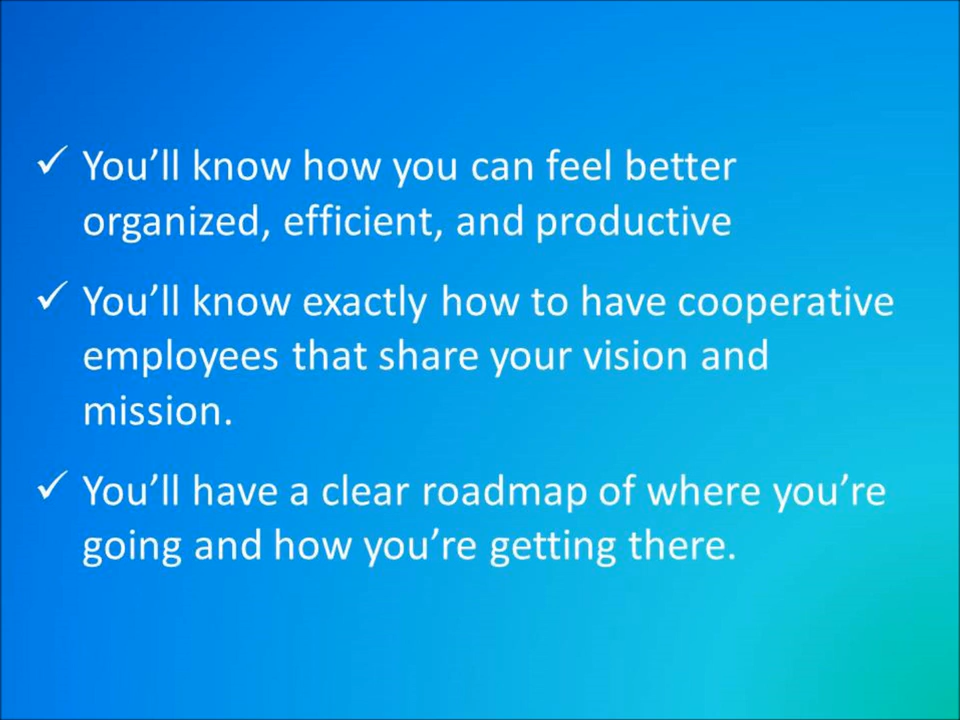 ✓ You’ll know how you can feel better
organized, efficient, and productive
✓ You’ll know exactly how to have cooperative
employees that share your vision and
mission.
✓ You’ll have a clear roadmap of where you’re
going and how you’re getting there.